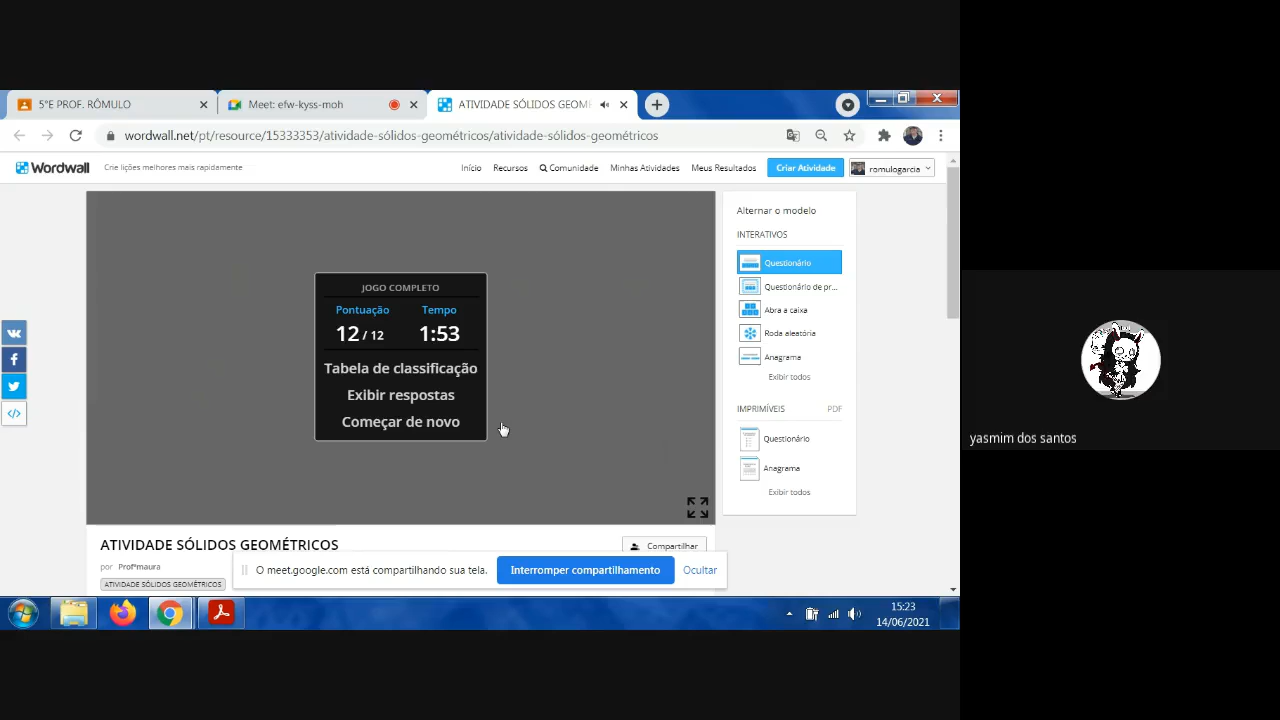 5°E PROF. RÔMULO
Meet: efw-kyss-moh
ATIVIDADE SÓLIDOS GEOM
wordwall.net/pt/resource/15333353/atividade-sólidos-geométricos/atividade-sólidos-geométricos
Wordwall
Crie lições melhores mais rapidamente
Início
Recursos
Comunidade
Minhas Atividades
Meus Resultados
Criar Atividade
romulogarcia
Alternar o modelo
INTERATIVOS
Questionário
Questionário de pr...
Abra a caixa
Roda aleatória
Anagrama
Exibir todos
IMPRIMÍVEIS PDF
Questionário
Anagrama
Exibir todos
JOGO COMPLETO
Pontuação Tempo
12 / 12 1:53
Tabela de classificação
Exibir respostas
Começar de novo
yasmim dos santos
ATIVIDADE SÓLIDOS GEOMÉTRICOS
Compartilhar
por Profªmaura
ATIVIDADE SÓLIDOS GEOMÉTRICOS
O meet.google.com está compartilhando sua tela.
Interromper compartilhamento
Ocultar
15:23
14/06/2021